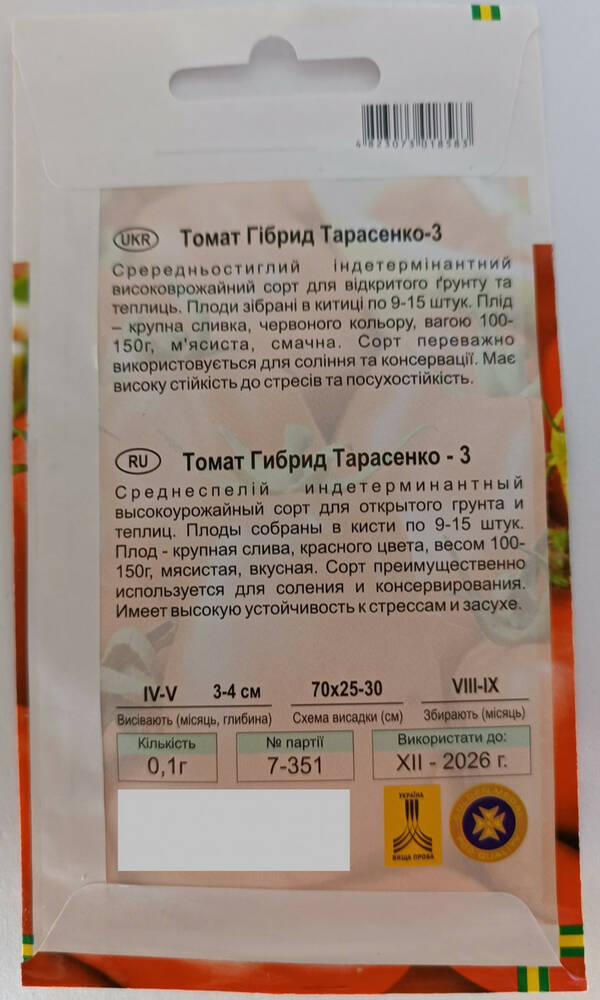 4 823073 018583
UKR Томат Гібрид Тарасенко-3
Срередньостиглий індетермінантний
високоврожайний сорт для відкритого ґрунту та
теплиць. Плоди зібрані в китиці по 9-15 штук. Плід
– крупна сливка, червоного кольору, вагою 100-
150г, м'ясиста, смачна. Сорт переважно
використовується для соління та консервації. Має
високу стійкість до стресів та посухостійкість.
RU Томат Гибрид Тарасенко - 3
Среднеспелій индетерминантный
высокоурожайный сорт для открытого грунта и
теплиц. Плоды собраны в кисти по 9-15 штук.
Плод - крупная слива, красного цвета, весом 100-
150г, мясистая, вкусная. Сорт преимущественно
используется для соления и консервирования.
Имеет высокую устойчивость к стрессам и засухе.
IV-V 3-4 см 70х25-30 VIII-IX
Висівають (місяць, глибина) Схема висадки (см) Збирають (місяць)
Кількість № партії Використати до:
0,1г 7-351 XII - 2026 г.
УКРАЇНА
ВИЩА ПРОБА